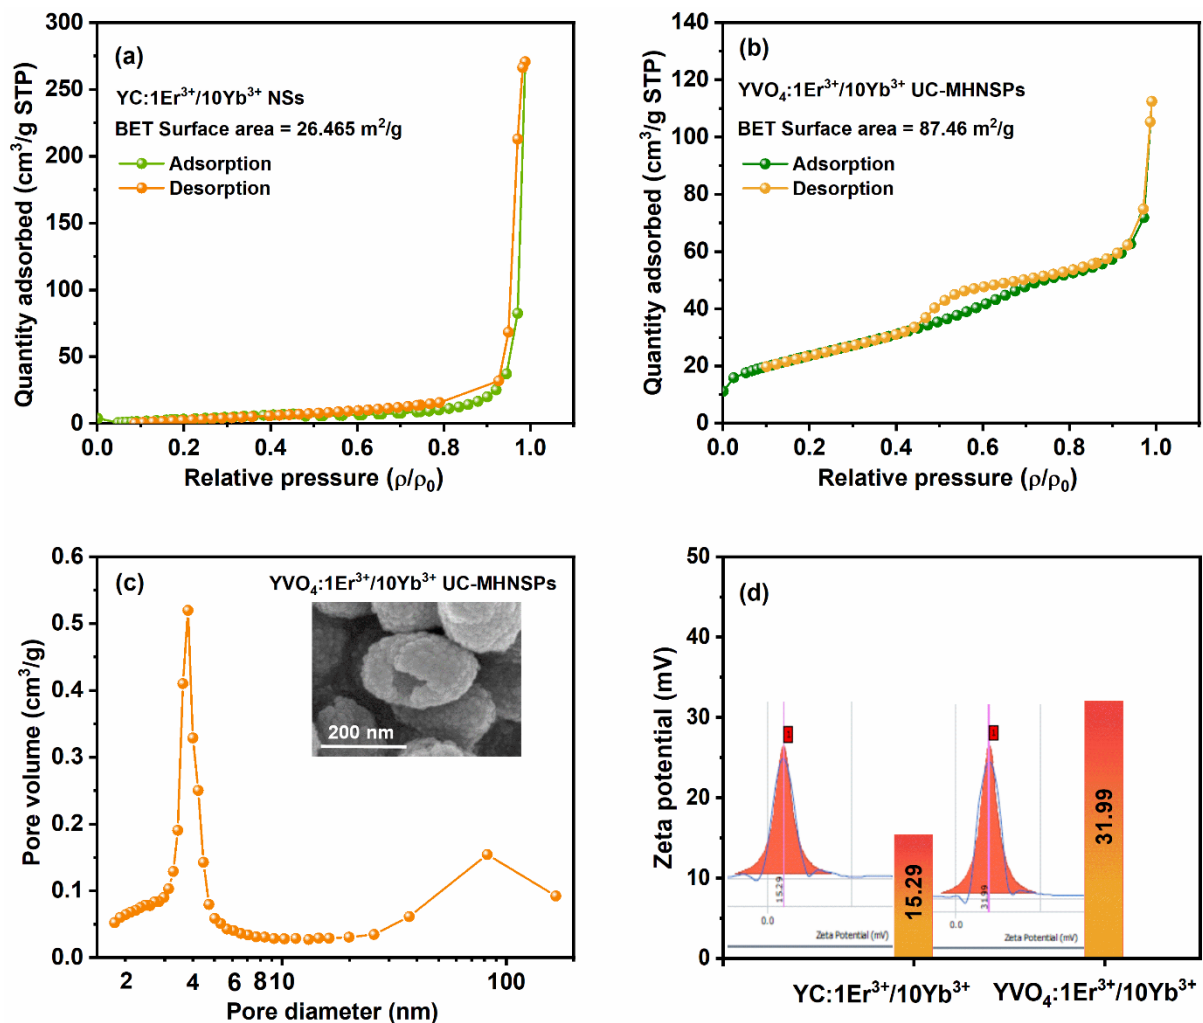 (a)
YC:1Er³⁺/10Yb³⁺ NSs
BET Surface area = 26.465 m²/g
Adsorption
Desorption
Quantity adsorbed (cm³/g STP)
300
250
200
150
100
50
0
0.0 0.2 0.4 0.6 0.8 1.0
Relative pressure (ρ/ρ₀)
(b)
YVO₄:1Er³⁺/10Yb³⁺ UC-MHNSPs
BET Surface area = 87.46 m²/g
Adsorption
Desorption
Quantity adsorbed (cm³/g STP)
140
120
100
80
60
40
20
0
0.0 0.2 0.4 0.6 0.8 1.0
Relative pressure (ρ/ρ₀)
(c)
YVO₄:1Er³⁺/10Yb³⁺ UC-MHNSPs
200 nm
Pore volume (cm³/g)
0.6
0.5
0.4
0.3
0.2
0.1
0.0
2 4 6 8 10 100
Pore diameter (nm)
(d)
Zeta potential (mV)
50
40
30
20
10
0
15.29
0.0
Zeta Potential (mV)
15.29
31.99
0.0
Zeta Potential (mV)
31.99
YC:1Er³⁺/10Yb³⁺
YVO₄:1Er³⁺/10Yb³⁺